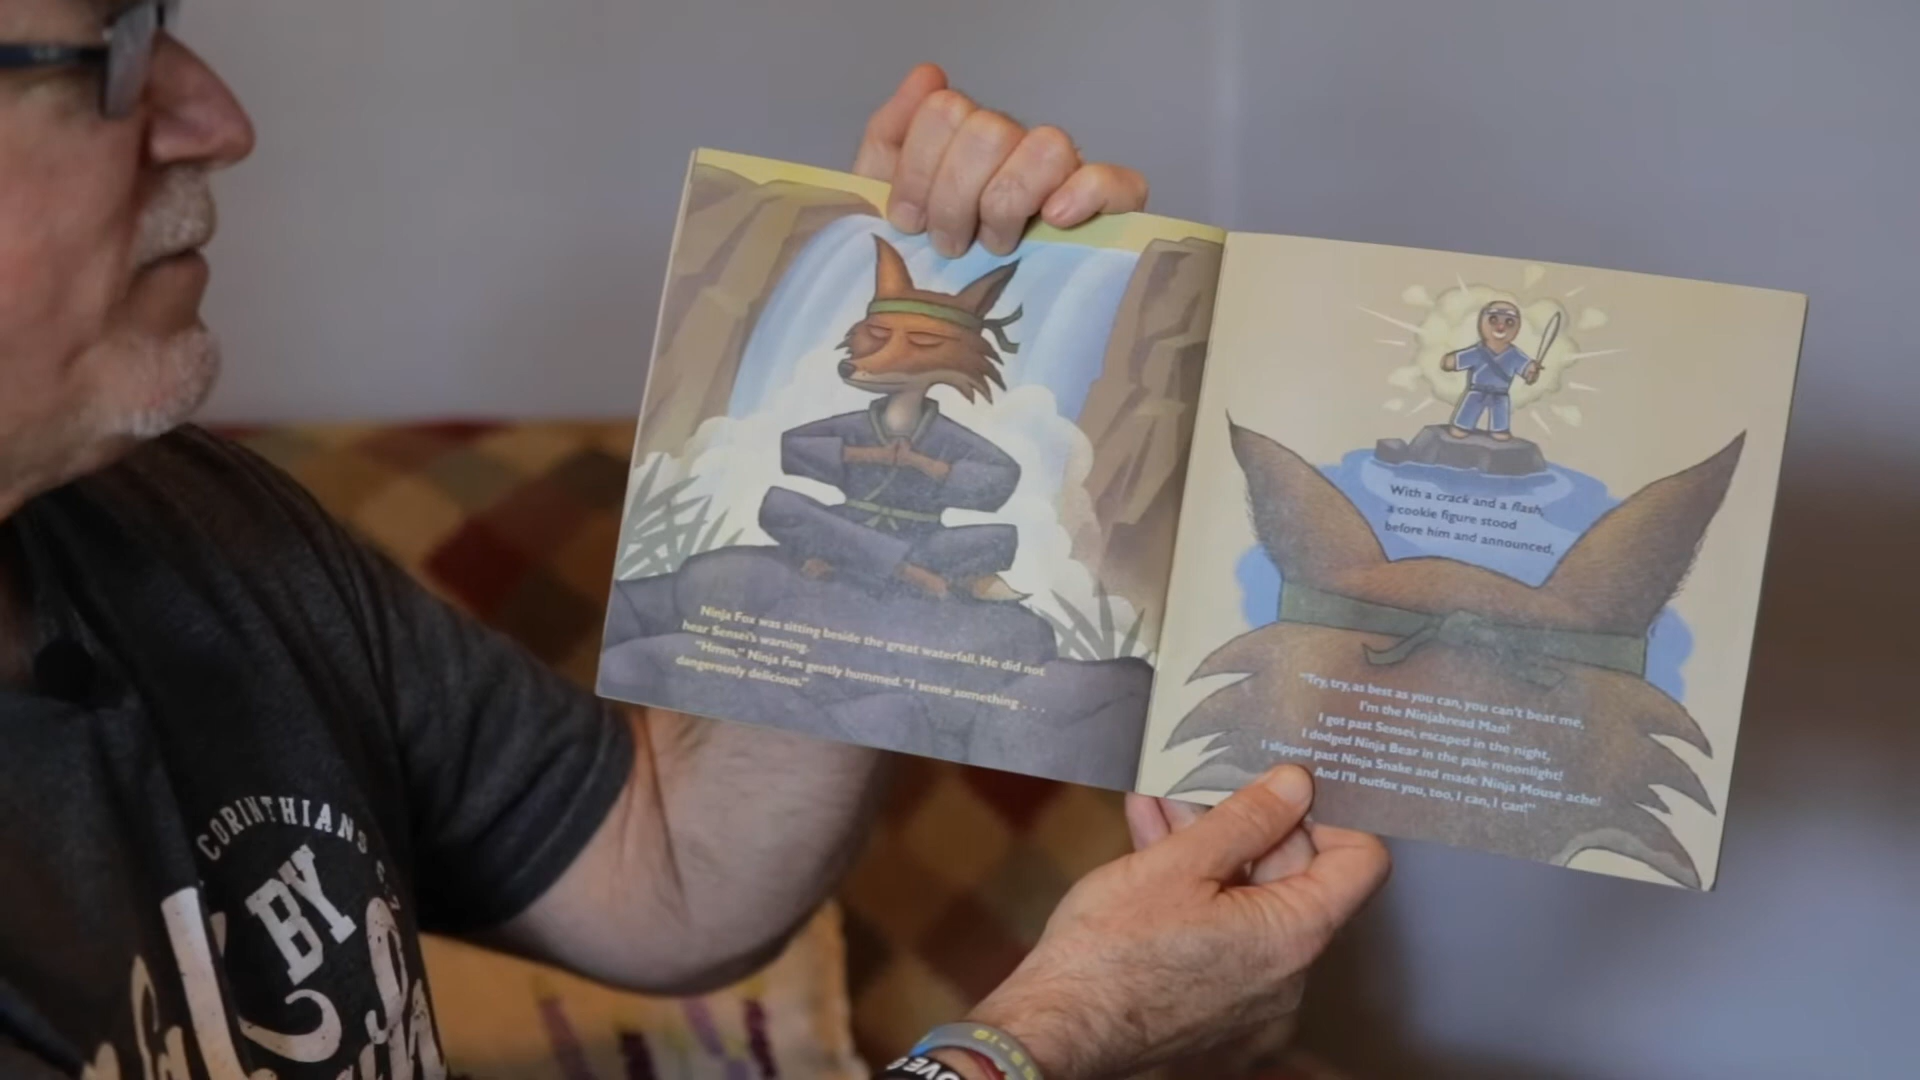 Ninja Fox was sitting beside the great waterfall. He did not
hear Sensei's warning.
"Hmm," Ninja Fox gently hummed. "I sense something . . .
dangerously delicious."
With a crack and a flash,
a cookie figure stood
before him and announced,
"Try, try, as best as you can, you can't beat me,
I'm the Ninjabread Man!
I got past Sensei, escaped in the night,
I dodged Ninja Bear in the pale moonlight!
I slipped past Ninja Snake and made Ninja Mouse ache!
And I'll outfox you, too, I can, I can!"
CORINTHIANS
BY